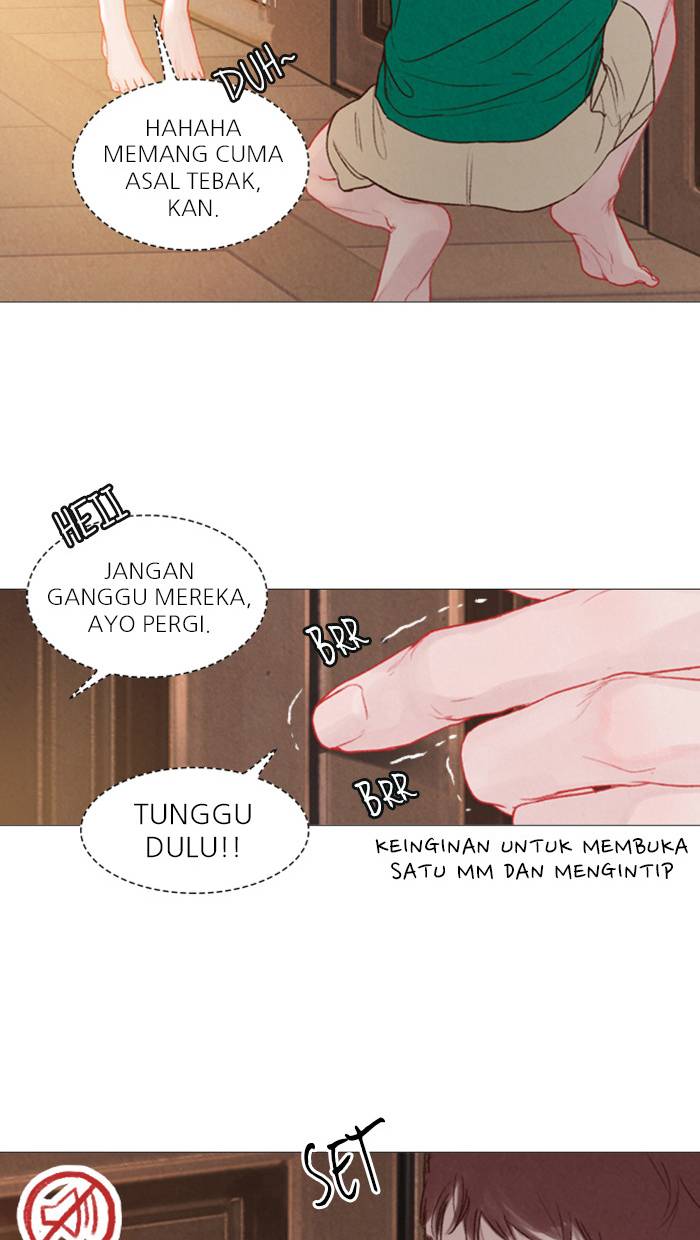 DUH~
HAHAHA
MEMANG CUMA
ASAL TEBAK,
KAN.
HEII
JANGAN
GANGGU MEREKA,
AYO PERGI.
BRR
BRR
TUNGGU
DULU!!
KEINGINAN UNTUK MEMBUKA
SATU MM DAN MENGINTIP
SET